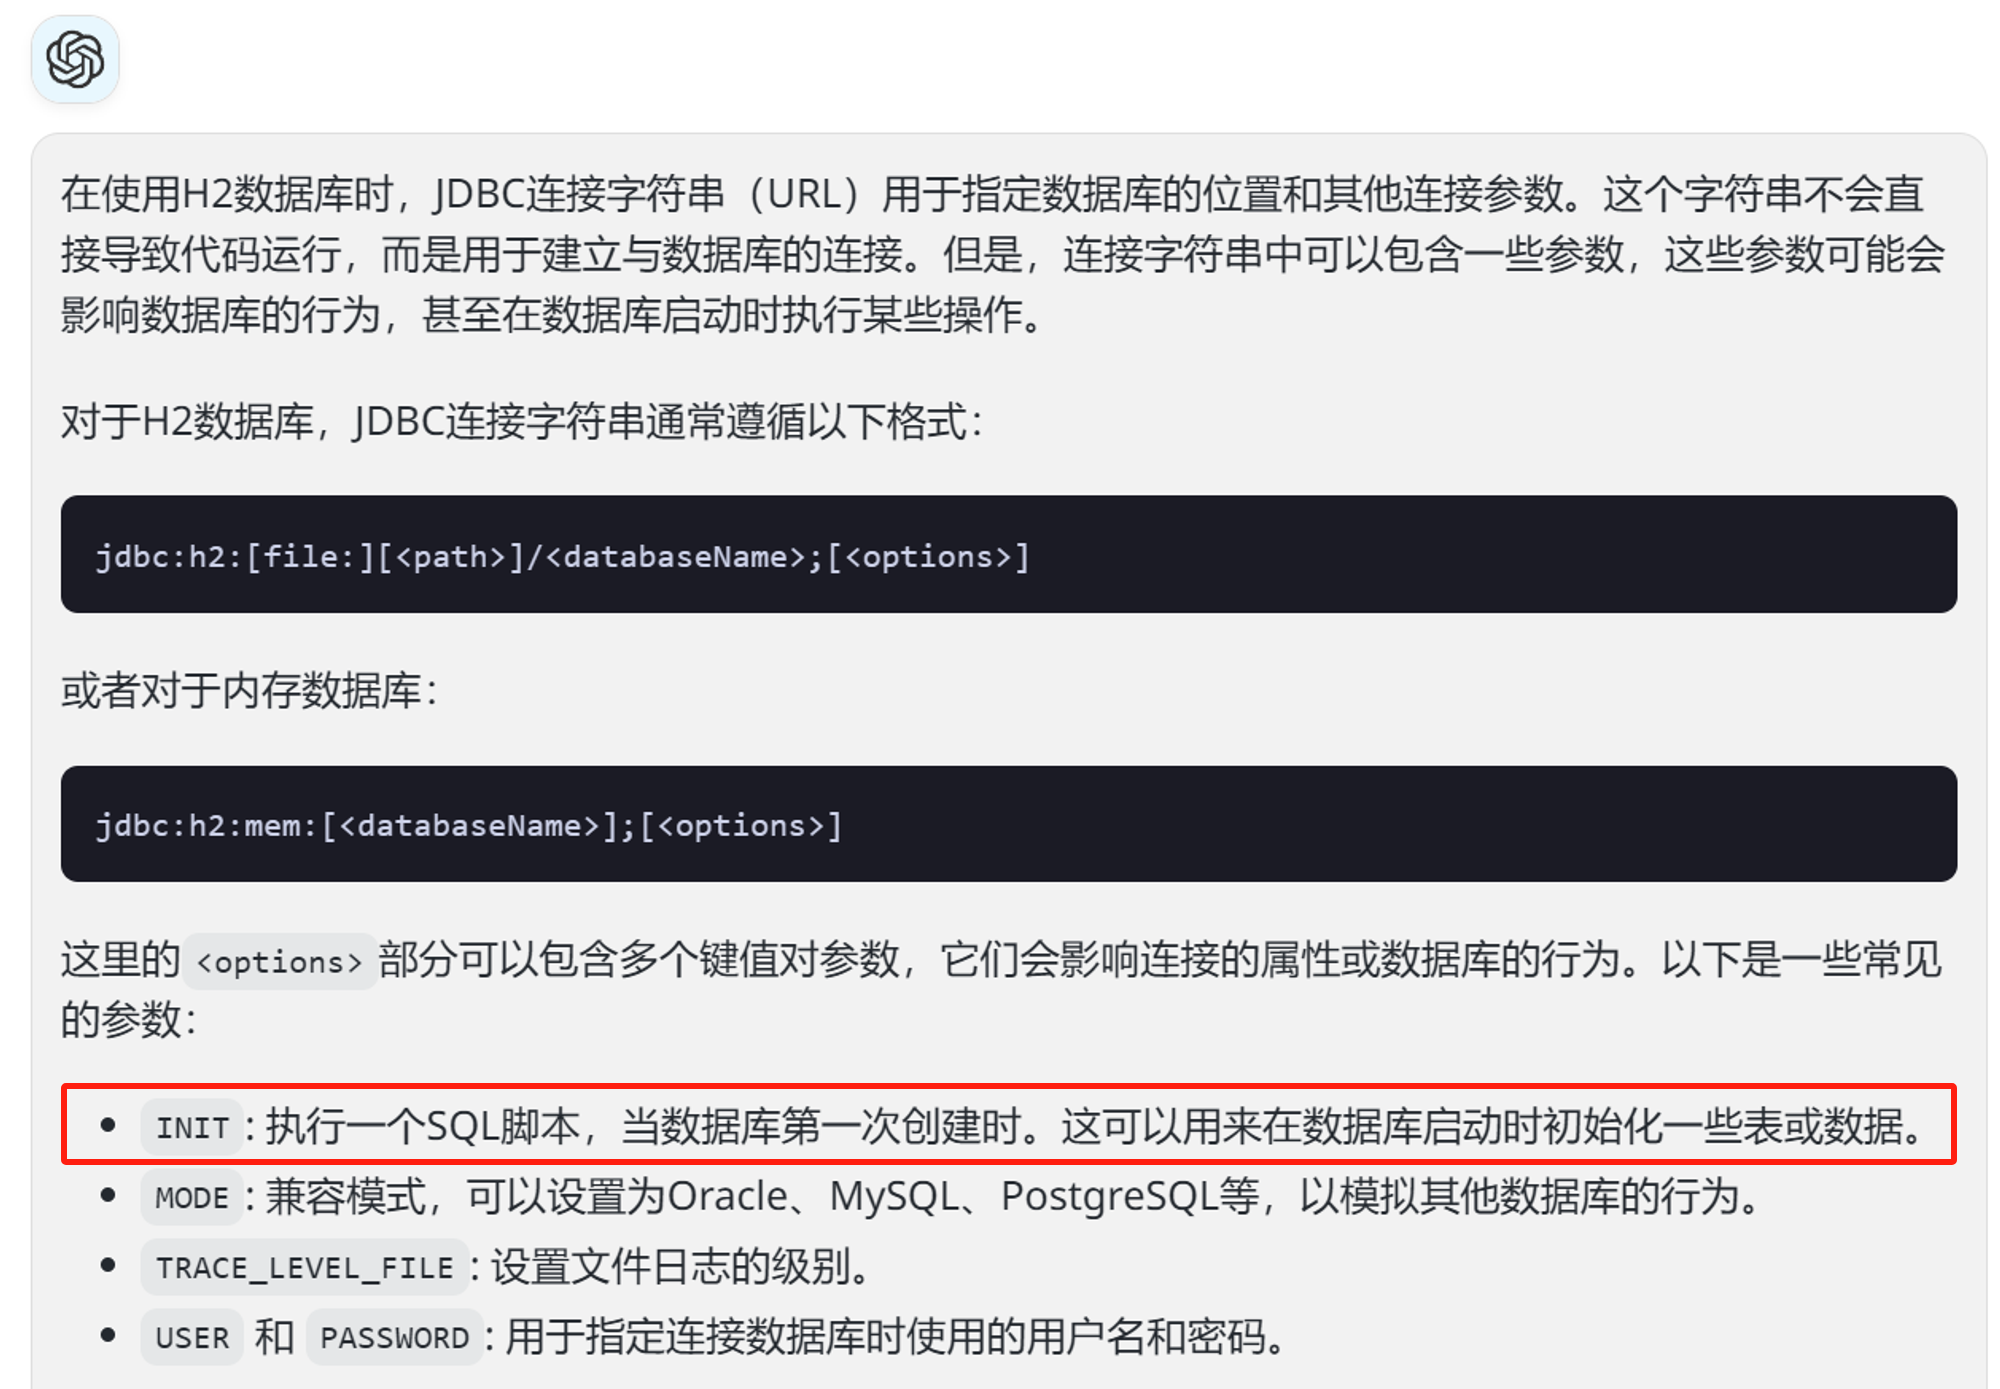 在使用H2数据库时，JDBC连接字符串（URL）用于指定数据库的位置和其他连接参数。这个字符串不会直
接导致代码运行，而是用于建立与数据库的连接。但是，连接字符串中可以包含一些参数，这些参数可能会
影响数据库的行为，甚至在数据库启动时执行某些操作。
对于H2数据库，JDBC连接字符串通常遵循以下格式：
jdbc:h2:[file:][<path>]/<databaseName>;[<options>]
或者对于内存数据库：
jdbc:h2:mem:[<databaseName>];[<options>]
这里的<options>部分可以包含多个键值对参数，它们会影响连接的属性或数据库的行为。以下是一些常见
的参数：
• INIT：执行一个SQL脚本，当数据库第一次创建时。这可以用来在数据库启动时初始化一些表或数据。
• MODE：兼容模式，可以设置为Oracle、MySQL、PostgreSQL等，以模拟其他数据库的行为。
• TRACE_LEVEL_FILE：设置文件日志的级别。
• USER 和 PASSWORD：用于指定连接数据库时使用的用户名和密码。